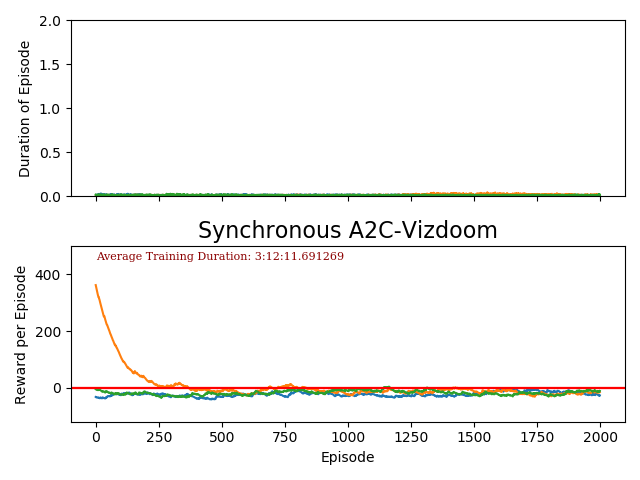 2.0
1.5
1.0
0.5
0.0
Duration of Episode
Synchronous A2C-Vizdoom
Average Training Duration: 3:12:11.691269
400
200
0
Reward per Episode
0 250 500 750 1000 1250 1500 1750 2000
Episode